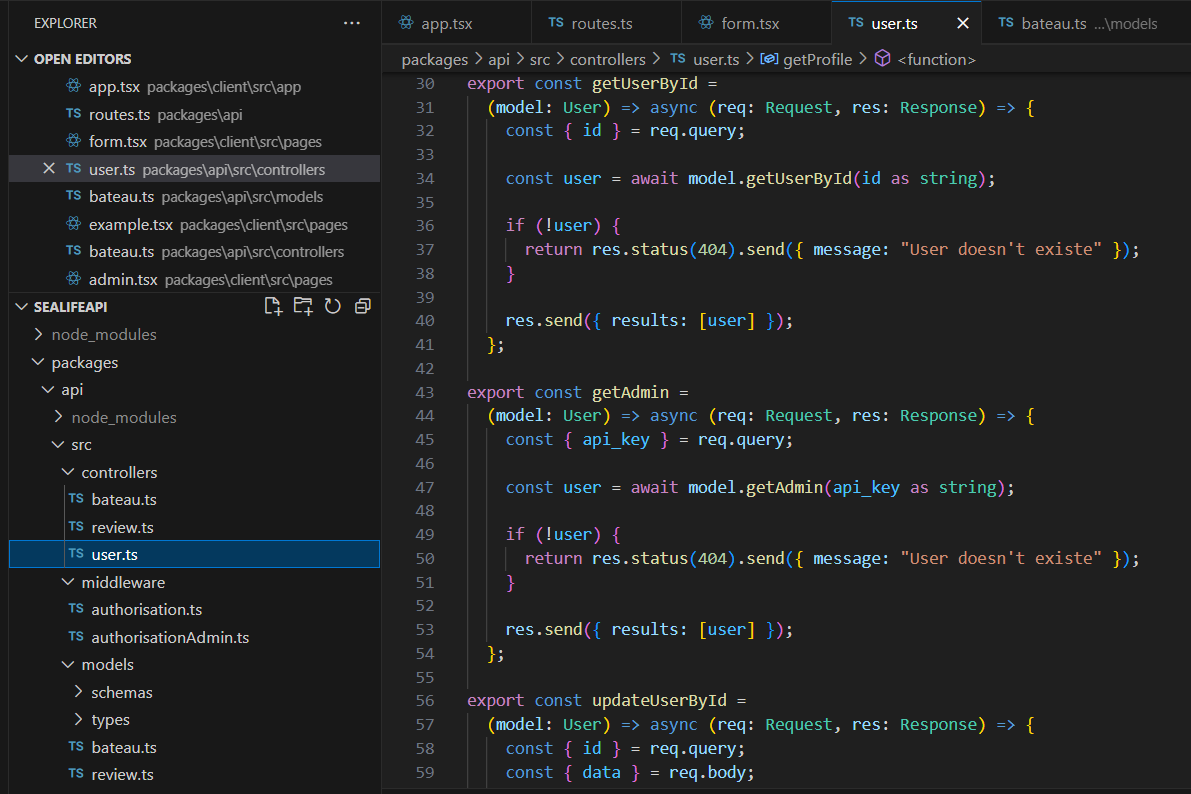 EXPLORER ...
OPEN EDITORS
app.tsx packages\client\src\app
TS routes.ts packages\api
form.tsx packages\client\src\pages
TS user.ts packages\api\src\controllers
TS bateau.ts packages\api\src\models
example.tsx packages\client\src\pages
TS bateau.ts packages\api\src\controllers
admin.tsx packages\client\src\pages
SEALIFEAPI
node_modules
packages
api
node_modules
src
controllers
TS bateau.ts
TS review.ts
TS user.ts
middleware
TS authorisation.ts
TS authorisationAdmin.ts
models
schemas
types
TS bateau.ts
TS review.ts
app.tsx TS routes.ts form.tsx TS user.ts TS bateau.ts ...\models
packages > api > src > controllers > TS user.ts > getProfile > <function>
30 export const getUserById =
31 (model: User) => async (req: Request, res: Response) => {
32 const { id } = req.query;
33
34 const user = await model.getUserById(id as string);
35
36 if (!user) {
37 return res.status(404).send({ message: "User doesn't existe" });
38 }
39
40 res.send({ results: [user] });
41 };
42
43 export const getAdmin =
44 (model: User) => async (req: Request, res: Response) => {
45 const { api_key } = req.query;
46
47 const user = await model.getAdmin(api_key as string);
48
49 if (!user) {
50 return res.status(404).send({ message: "User doesn't existe" });
51 }
52
53 res.send({ results: [user] });
54 };
55
56 export const updateUserById =
57 (model: User) => async (req: Request, res: Response) => {
58 const { id } = req.query;
59 const { data } = req.body;